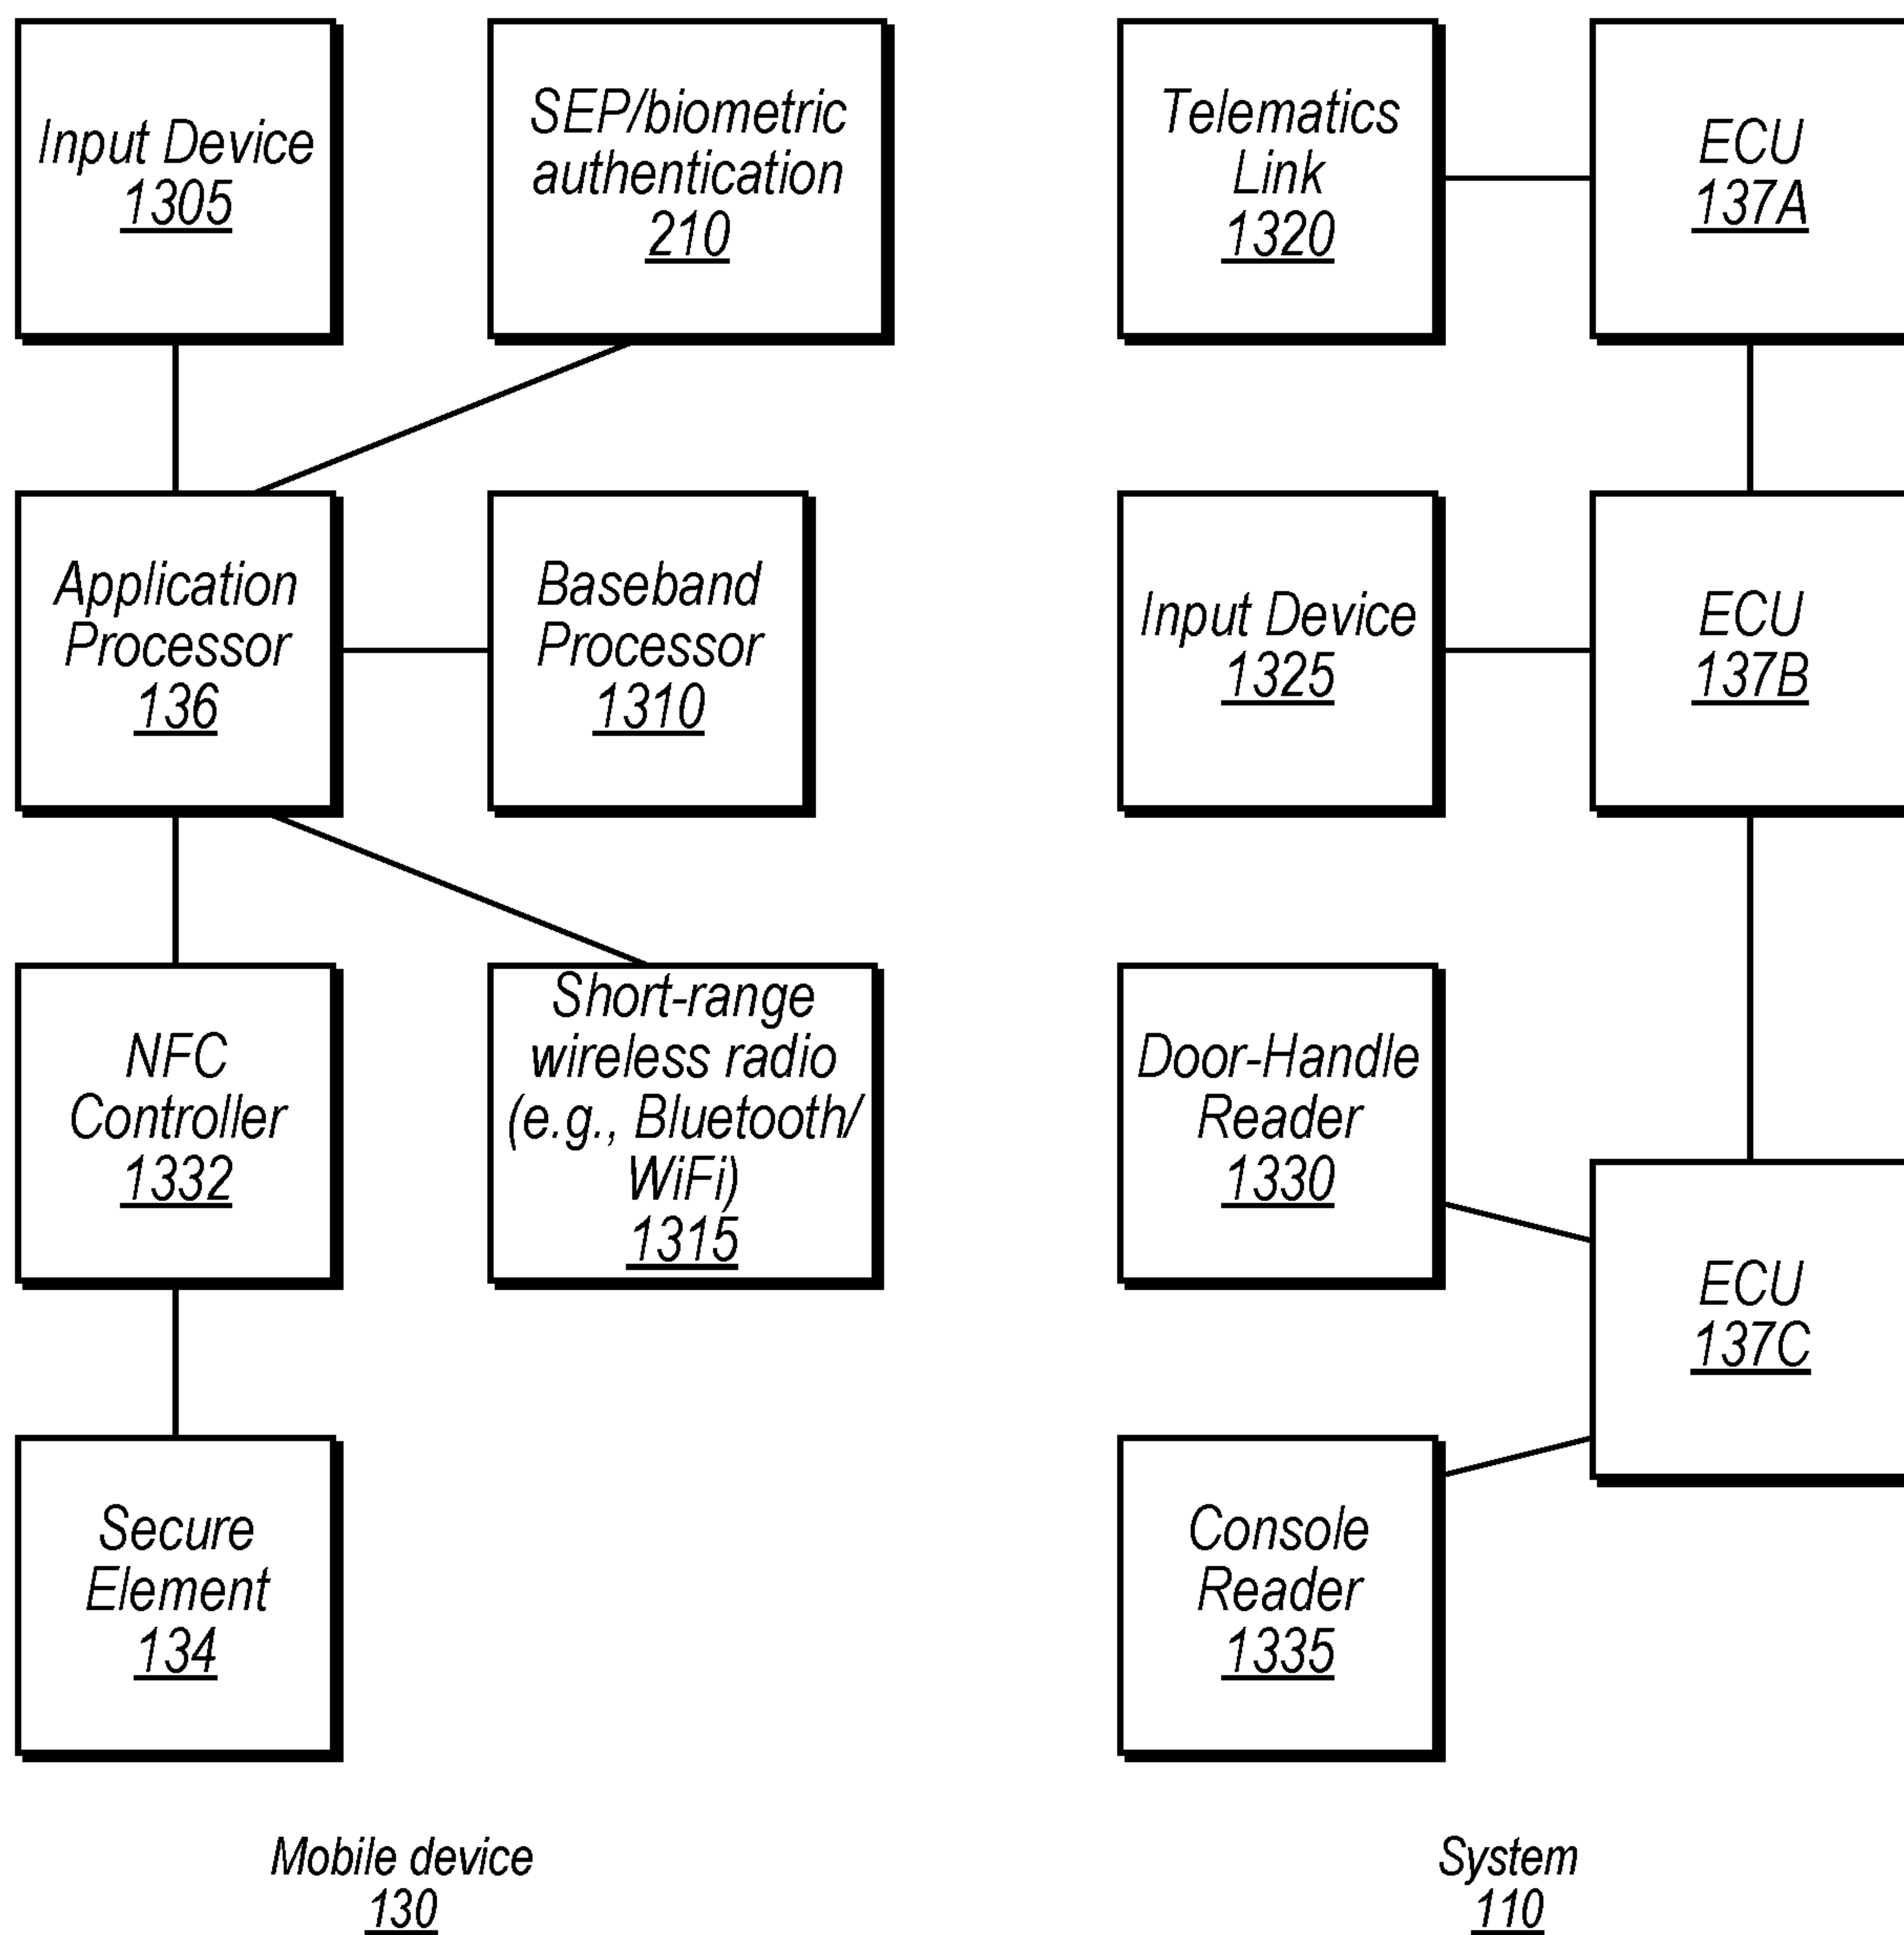 Input Device
1305
SEP/biometric
authentication
210
Telematics
Link
1320
ECU
137A
Application
Processor
136
Baseband
Processor
1310
Input Device
1325
ECU
137B
NFC
Controller
1332
Short-range
wireless radio
(e.g., Bluetooth/
WiFi)
1315
Door-Handle
Reader
1330
ECU
137C
Secure
Element
134
Console
Reader
1335
Mobile device
130
System
110